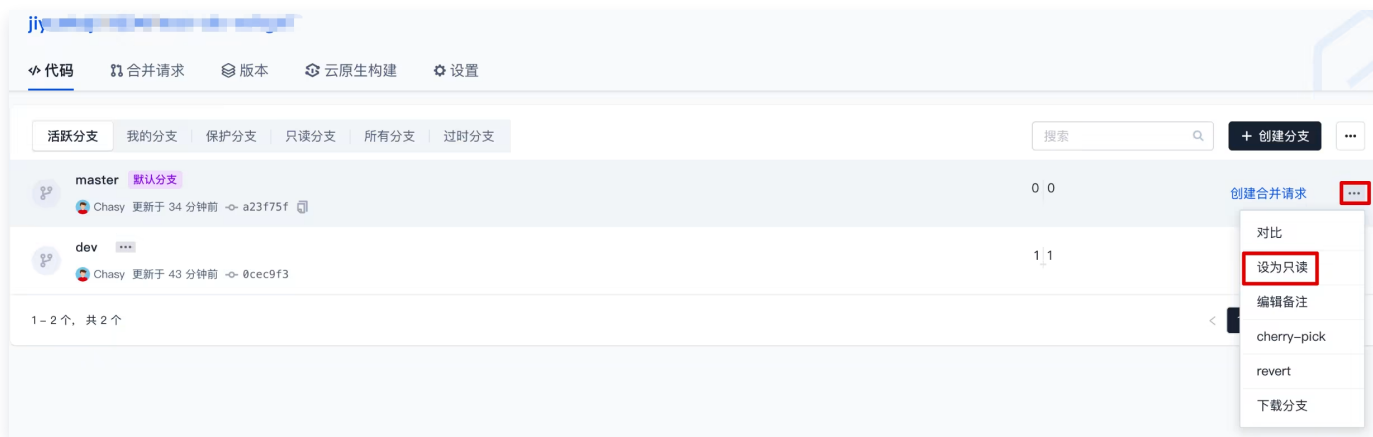 代码 合并请求 版本 云原生构建 设置
活跃分支 我的分支 保护分支 只读分支 所有分支 过时分支 搜索 + 创建分支 ···
master 默认分支 0 0 创建合并请求 ···
Chasy 更新于 34 分钟前 a23f75f
对比
dev ··· 1 1
设为只读
Chasy 更新于 43 分钟前 0cec9f3
编辑备注
1 – 2 个, 共 2 个 <
cherry-pick
revert
下载分支